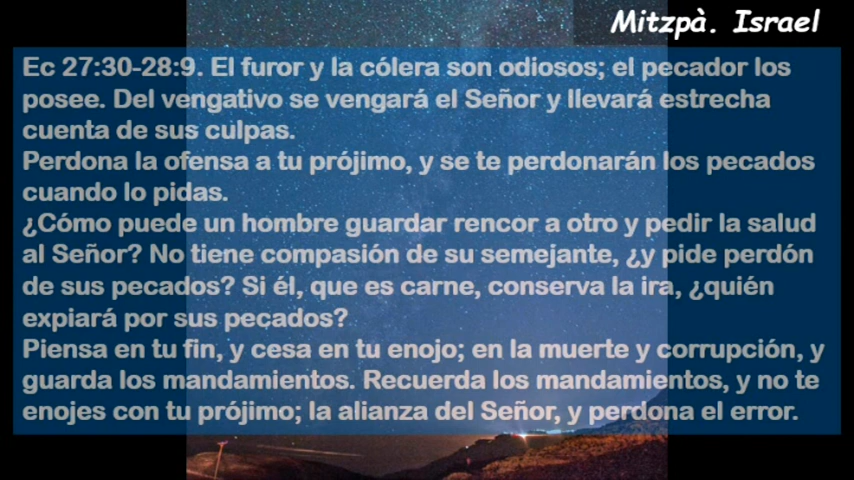 Mitzpà. Israel
Ec 27:30-28:9. El furor y la cólera son odiosos; el pecador los
posee. Del vengativo se vengará el Señor y llevará estrecha
cuenta de sus culpas.
Perdona la ofensa a tu prójimo, y se te perdonarán los pecados
cuando lo pidas.
¿Cómo puede un hombre guardar rencor a otro y pedir la salud
al Señor? No tiene compasión de su semejante, ¿y pide perdón
de sus pecados? Si él, que es carne, conserva la ira, ¿quién
expiará por sus pecados?
Piensa en tu fin, y cesa en tu enojo; en la muerte y corrupción, y
guarda los mandamientos. Recuerda los mandamientos, y no te
enojes con tu prójimo; la alianza del Señor, y perdona el error.